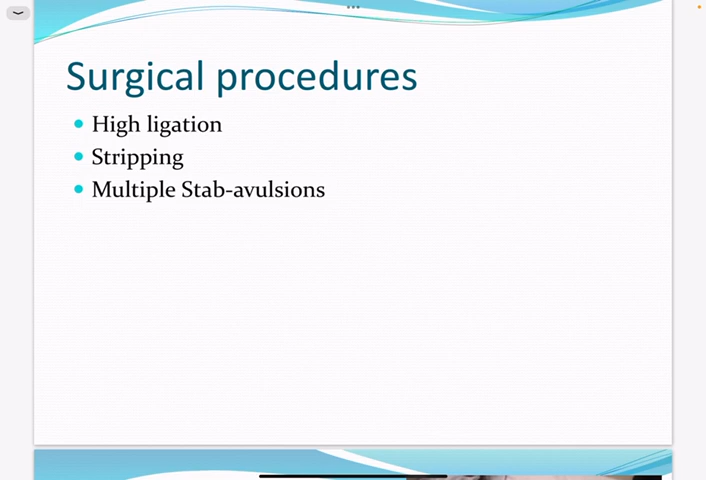 Surgical procedures
High ligation
Stripping
Multiple Stab-avulsions